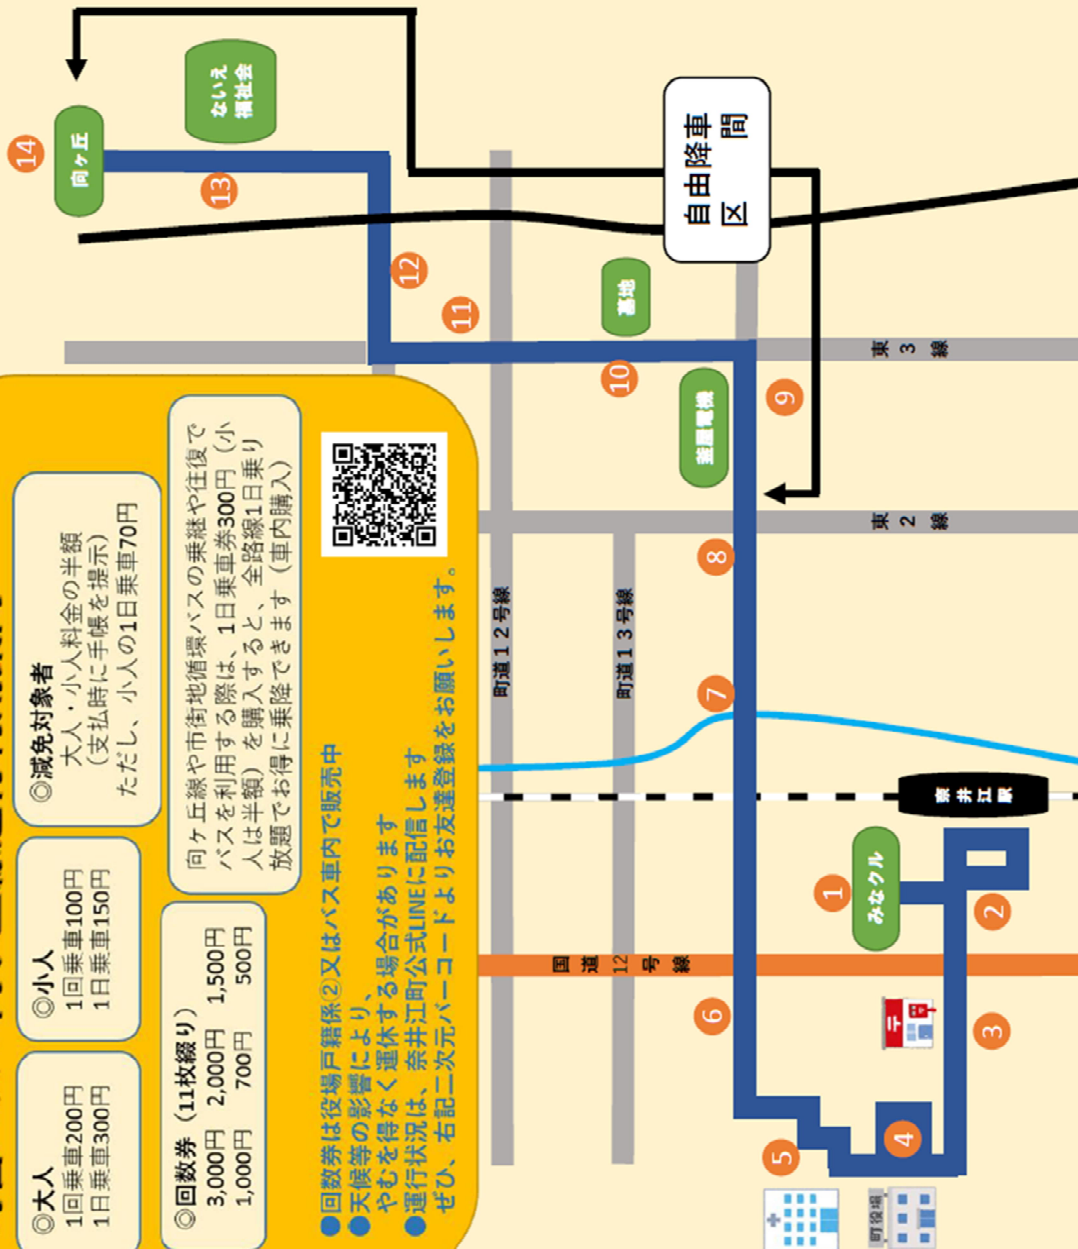 ◎大人
1回乗車200円
1日乗車300円
◎小人
1回乗車100円
1日乗車150円
◎減免対象者
大人・小人料金の半額
（支払時に手帳を提示）
ただし、小人の1日乗車70円
◎回数券（11枚綴り）
3,000円 2,000円 1,500円
1,000円 700円 500円
向ヶ丘線や市街地循環バスの乗継や往復で
バスを利用する際は、1日乗車券300円（小
人は半額）を購入すると、全路線1日乗り
放題でお得に乗降できます（車内購入）
●回数券は役場戸籍係②又はバス車内で販売中
●天候等の影響により、
やむを得なく運休する場合があります
●運行状況は、奈井江町公式LINEに配信します
ぜひ、右記二次元バーコードよりお友達登録をお願いします。
町道12号線
町道13号線
国道12号線
東2線
東3線
自由降車
区間
向ヶ丘
ないえ
福祉会
墓地
みなクル
奈井江駅
町役場
〒
1
2
3
4
5
6
7
8
9
10
11
12
13
14